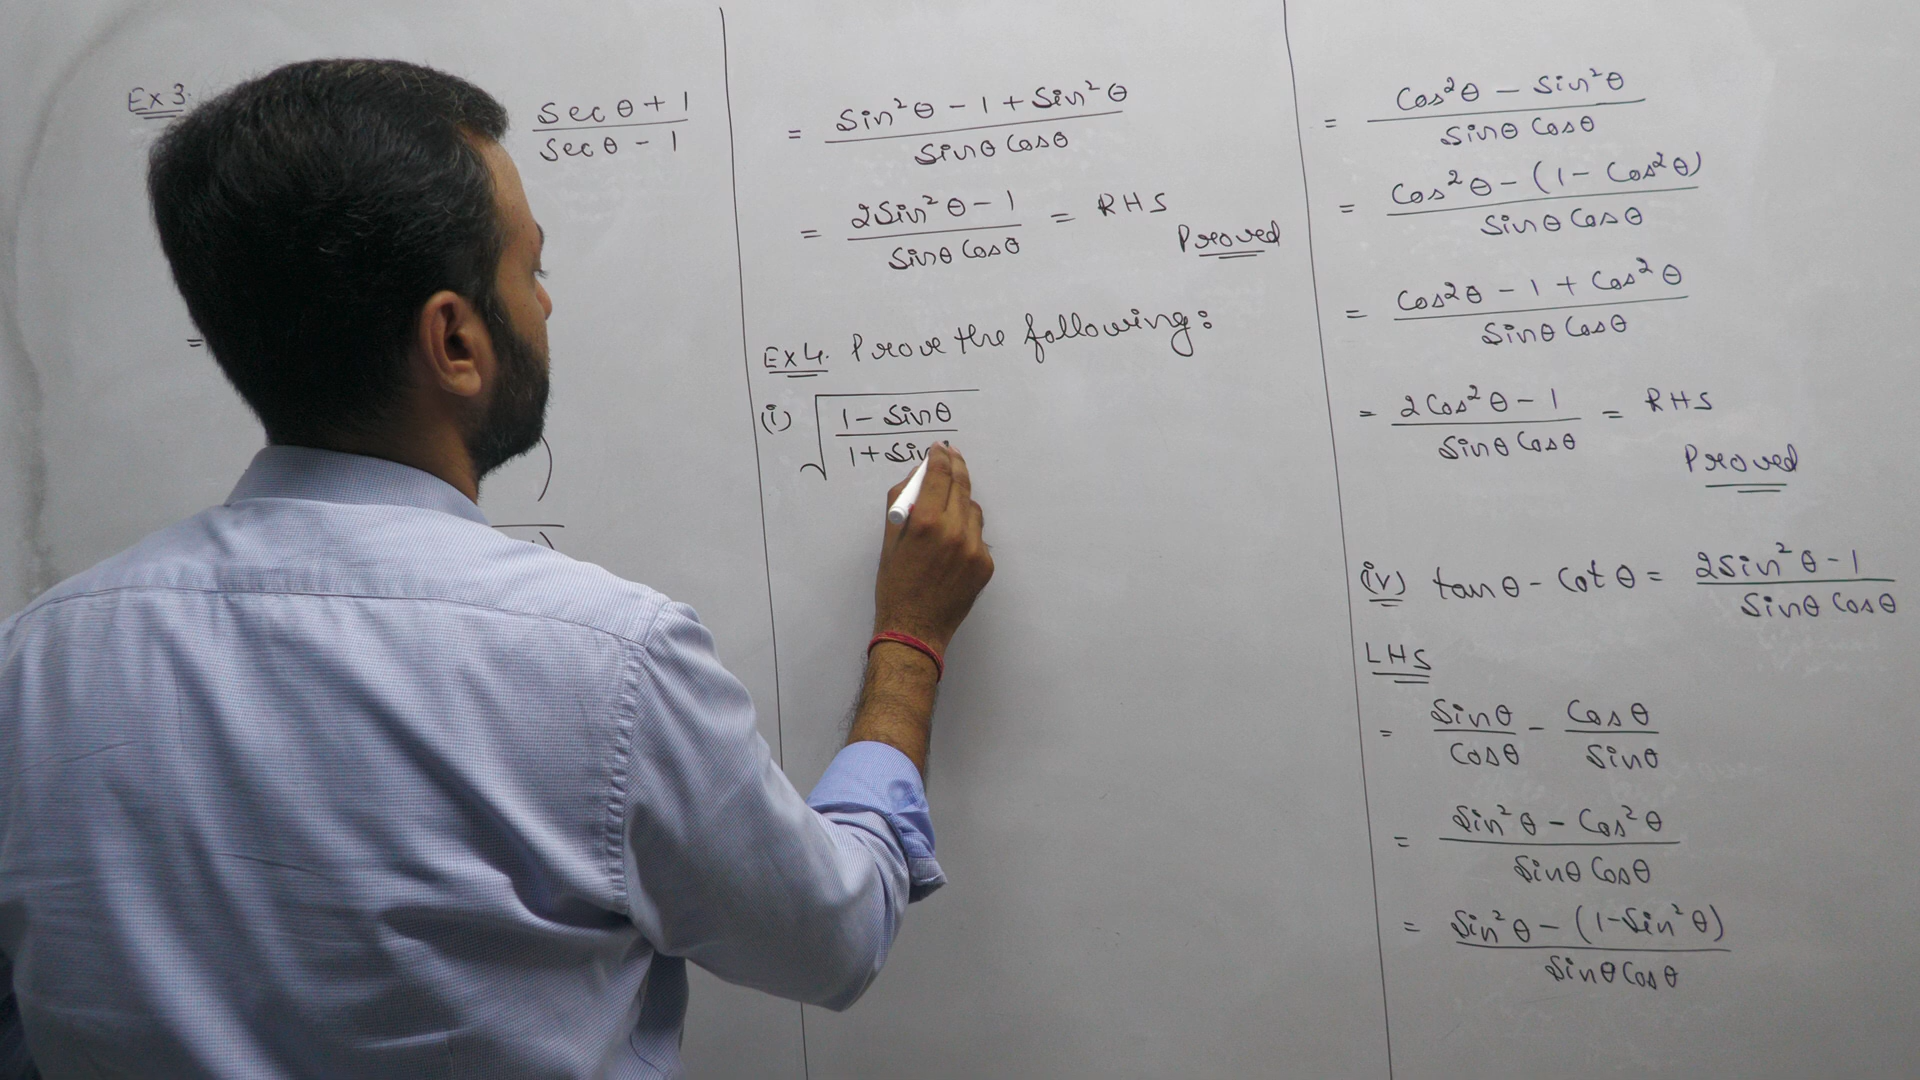 Ex 3.
secθ + 1
secθ - 1
=
= Sin²θ - 1 + Sin²θ
Sinθ Cosθ
= 2Sin²θ - 1 = RHS
Sinθ Cosθ
Proved
Ex 4. Prove the following:
(i) √ 1 - Sinθ
1 + Sin
= Cos²θ - Sin²θ
Sinθ Cosθ
= Cos²θ - (1 - Cos²θ)
Sinθ Cosθ
= Cos²θ - 1 + Cos²θ
Sinθ Cosθ
= 2Cos²θ - 1 = RHS
Sinθ Cosθ
Proved
(iv) tanθ - Cotθ = 2Sin²θ - 1
Sinθ Cosθ
LHS
= Sinθ - Cosθ
Cosθ Sinθ
= Sin²θ - Cos²θ
Sinθ Cosθ
= Sin²θ - (1 - Sin²θ)
Sinθ Cosθ